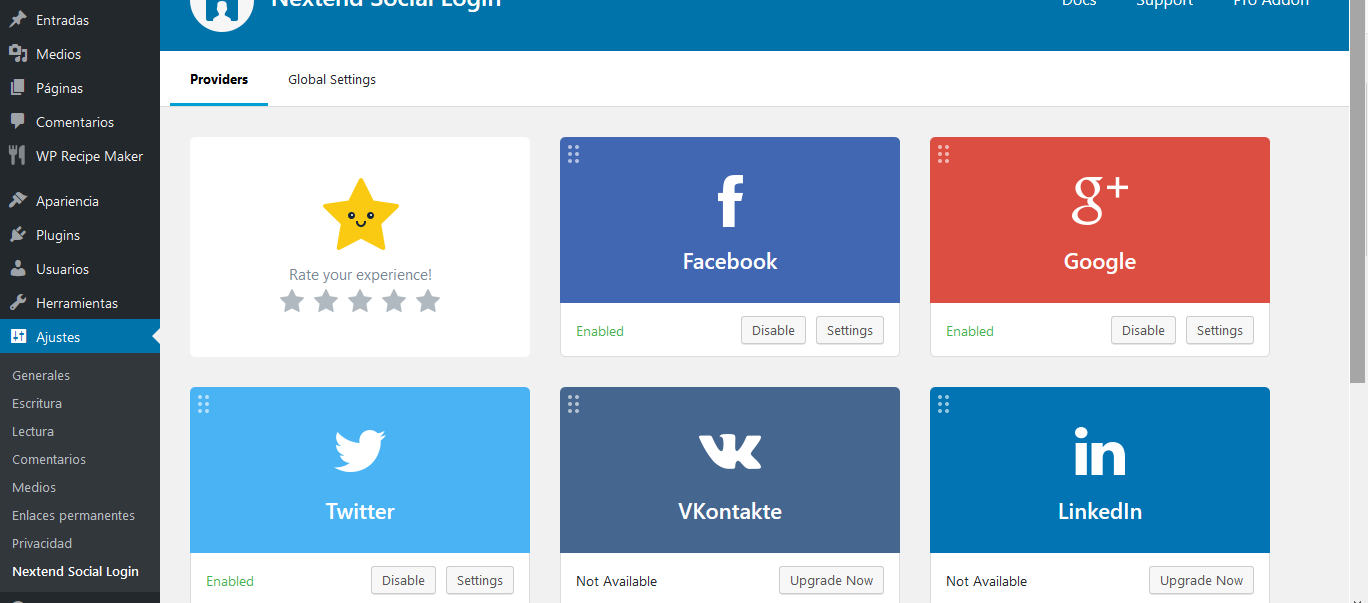 Entradas
Medios
Páginas
Comentarios
WP Recipe Maker
Apariencia
Plugins
Usuarios
Herramientas
Ajustes
Generales
Escritura
Lectura
Comentarios
Medios
Enlaces permanentes
Privacidad
Nextend Social Login
Nextend Social Login
Docs Support Pro Addon
Providers Global Settings
Rate your experience!
Facebook
Enabled Disable Settings
g+
Google
Enabled Disable Settings
Twitter
Enabled Disable Settings
VKontakte
Not Available Upgrade Now
in
LinkedIn
Not Available Upgrade Now